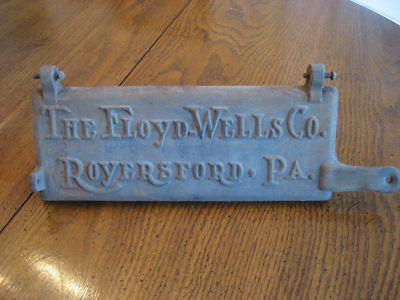 The Floyd-Wells Co.
Royersford, Pa.